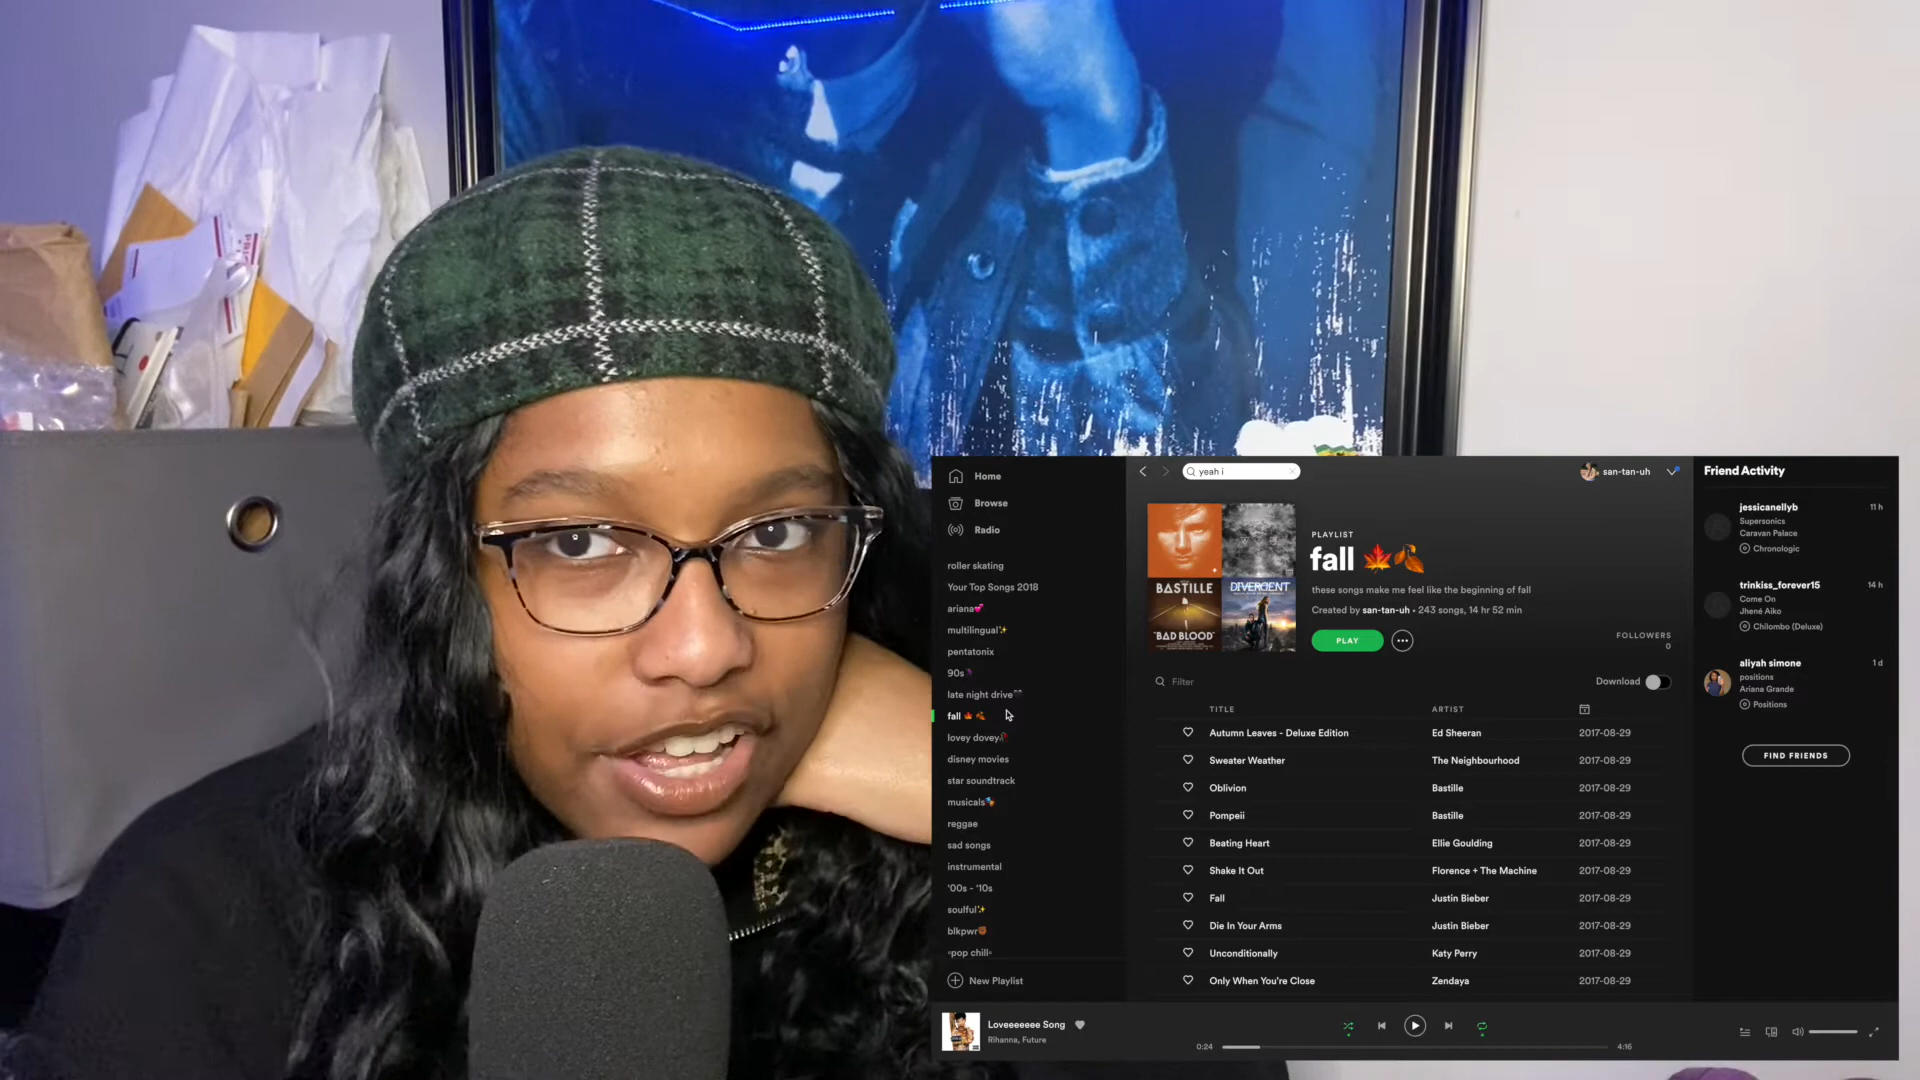 Home
Browse
Radio
roller skating
Your Top Songs 2018
ariana💕
multilingual✨
pentatonix
90s
late night drive
fall 🍁🍂
lovey dovey
disney movies
star soundtrack
musicals🎭
reggae
sad songs
instrumental
'00s - '10s
soulful✨
blkpwr✊🏾
pop chill
New Playlist
yeah i
san-tan-uh
BASTILLE
"BAD BLOOD"
DIVERGENT
PLAYLIST
fall 🍁🍂
these songs make me feel like the beginning of fall
Created by san-tan-uh • 243 songs, 14 hr 52 min
PLAY
FOLLOWERS
0
Filter
Download
TITLE ARTIST
Autumn Leaves - Deluxe Edition Ed Sheeran 2017-08-29
Sweater Weather The Neighbourhood 2017-08-29
Oblivion Bastille 2017-08-29
Pompeii Bastille 2017-08-29
Beating Heart Ellie Goulding 2017-08-29
Shake It Out Florence + The Machine 2017-08-29
Fall Justin Bieber 2017-08-29
Die In Your Arms Justin Bieber 2017-08-29
Unconditionally Katy Perry 2017-08-29
Only When You're Close Zendaya 2017-08-29
Friend Activity
jessicanellyb 11 h
Supersonics
Caravan Palace
Chronologic
trinkiss_forever15 14 h
Come On
Jhené Aiko
Chilombo (Deluxe)
aliyah simone 1 d
positions
Ariana Grande
Positions
FIND FRIENDS
Loveeeeeee Song
Rihanna, Future
0:24 4:16